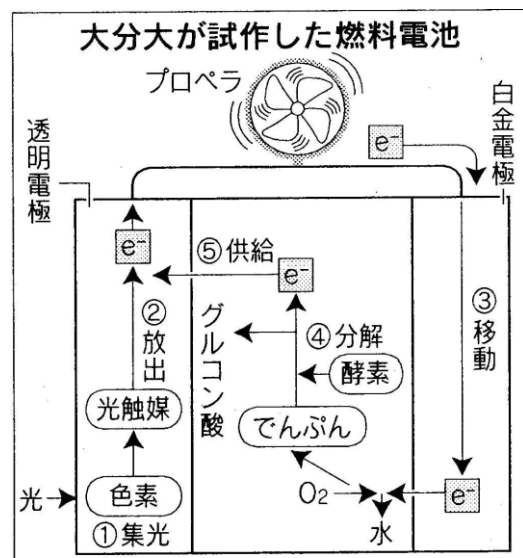 大分大が試作した燃料電池
プロペラ
白金電極
透明電極
e⁻
e⁻
⑤供給
e⁻
②放出
グルコン酸
④分解
酵素
③移動
光触媒
でんぷん
光
色素
①集光
O₂
e⁻
水